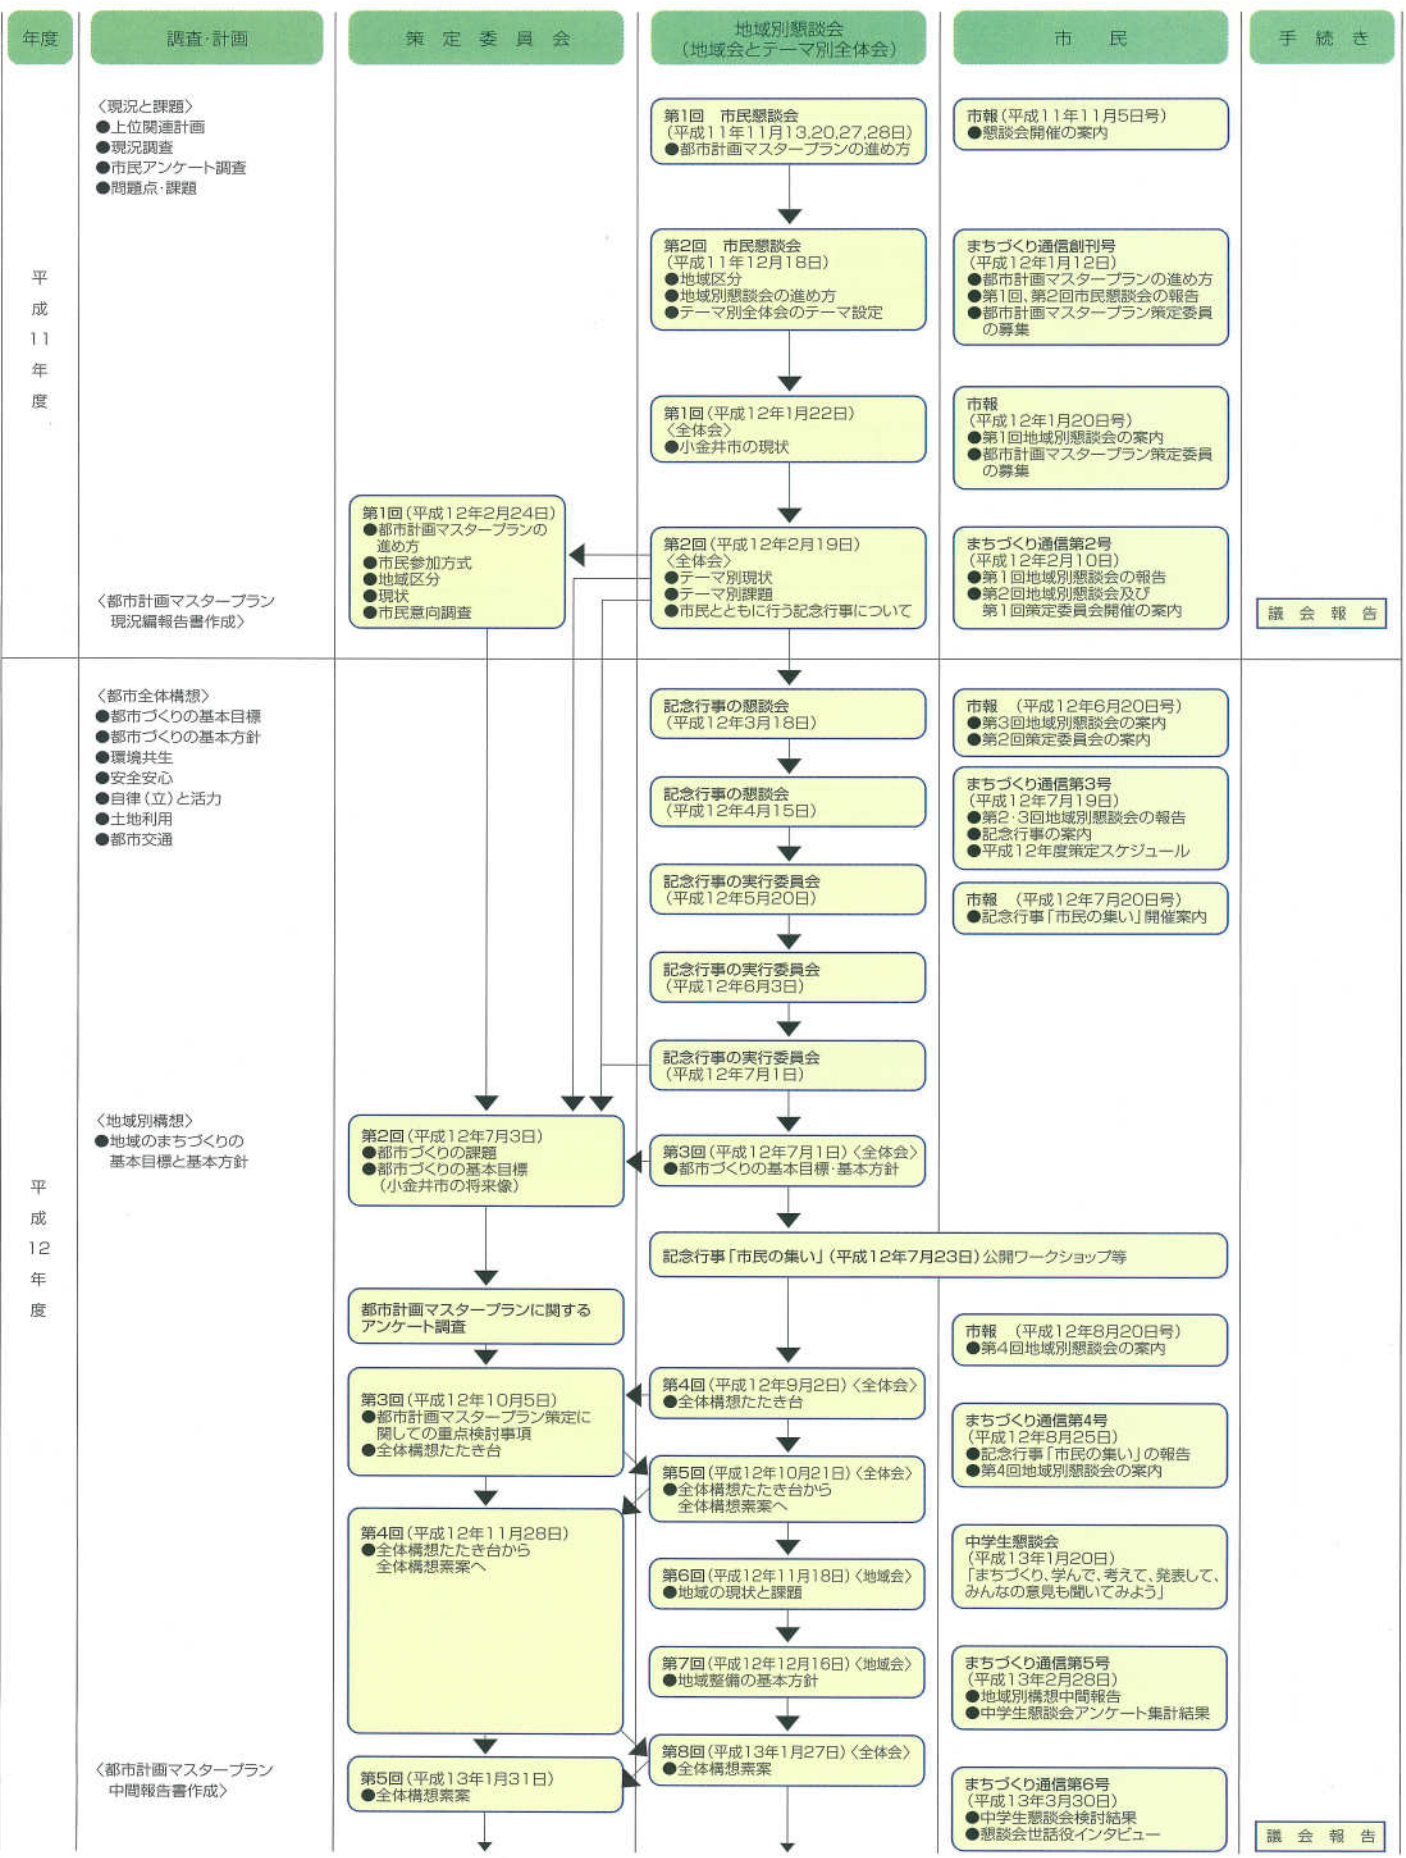 年度
調査・計画
策定委員会
地域別懇談会
(地域会とテーマ別全体会)
市民
手続き
平成11年度
〈現況と課題〉
●上位関連計画
●現況調査
●市民アンケート調査
●問題点・課題
〈都市計画マスタープラン
現況編報告書作成〉
第1回(平成12年2月24日)
●都市計画マスタープランの
進め方
●市民参加方式
●地域区分
●現状
●市民意向調査
第1回 市民懇談会
(平成11年11月13,20,27,28日)
●都市計画マスタープランの進め方
第2回 市民懇談会
(平成11年12月18日)
●地域区分
●地域別懇談会の進め方
●テーマ別全体会のテーマ設定
第1回(平成12年1月22日)
〈全体会〉
●小金井市の現状
第2回(平成12年2月19日)
〈全体会〉
●テーマ別現状
●テーマ別課題
●市民とともに行う記念行事について
市報(平成11年11月5日号)
●懇談会開催の案内
まちづくり通信創刊号
(平成12年1月12日)
●都市計画マスタープランの進め方
●第1回、第2回市民懇談会の報告
●都市計画マスタープラン策定委員
の募集
市報
(平成12年1月20日号)
●第1回地域別懇談会の案内
●都市計画マスタープラン策定委員
の募集
まちづくり通信第2号
(平成12年2月10日)
●第1回地域別懇談会の報告
●第2回地域別懇談会及び
第1回策定委員会開催の案内
議会報告
平成12年度
〈都市全体構想〉
●都市づくりの基本目標
●都市づくりの基本方針
●環境共生
●安全安心
●自律(立)と活力
●土地利用
●都市交通
〈地域別構想〉
●地域のまちづくりの
基本目標と基本方針
〈都市計画マスタープラン
中間報告書作成〉
第2回(平成12年7月3日)
●都市づくりの課題
●都市づくりの基本目標
(小金井市の将来像)
都市計画マスタープランに関する
アンケート調査
第3回(平成12年10月5日)
●都市計画マスタープラン策定に
関しての重点検討事項
●全体構想たたき台
第4回(平成12年11月28日)
●全体構想たたき台から
全体構想素案へ
第5回(平成13年1月31日)
●全体構想素案
記念行事の懇談会
(平成12年3月18日)
記念行事の懇談会
(平成12年4月15日)
記念行事の実行委員会
(平成12年5月20日)
記念行事の実行委員会
(平成12年6月3日)
記念行事の実行委員会
(平成12年7月1日)
第3回(平成12年7月1日)〈全体会〉
●都市づくりの基本目標・基本方針
記念行事「市民の集い」(平成12年7月23日)公開ワークショップ等
第4回(平成12年9月2日)〈全体会〉
●全体構想たたき台
第5回(平成12年10月21日)〈全体会〉
●全体構想たたき台から
全体構想素案へ
第6回(平成12年11月18日)〈地域会〉
●地域の現状と課題
第7回(平成12年12月16日)〈地域会〉
●地域整備の基本方針
第8回(平成13年1月27日)〈全体会〉
●全体構想素案
市報 (平成12年6月20日号)
●第3回地域別懇談会の案内
●第2回策定委員会の案内
まちづくり通信第3号
(平成12年7月19日)
●第2・3回地域別懇談会の報告
●記念行事の案内
●平成12年度策定スケジュール
市報 (平成12年7月20日号)
●記念行事「市民の集い」開催案内
市報 (平成12年8月20日号)
●第4回地域別懇談会の案内
まちづくり通信第4号
(平成12年8月25日)
●記念行事「市民の集い」の報告
●第4回地域別懇談会の案内
中学生懇談会
(平成13年1月20日)
「まちづくり、学んで、考えて、発表して、
みんなの意見も聞いてみよう」
まちづくり通信第5号
(平成13年2月28日)
●地域別構想中間報告
●中学生懇談会アンケート集計結果
まちづくり通信第6号
(平成13年3月30日)
●中学生懇談会検討結果
●懇談会世話役インタビュー
議会報告